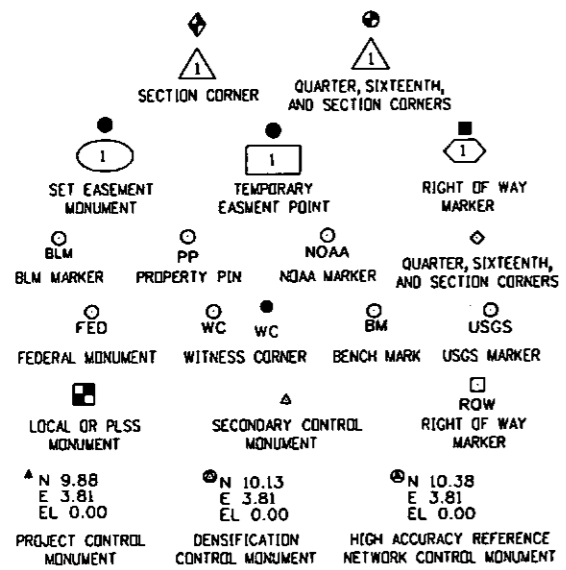 1
1
SECTION CORNER
QUARTER, SIXTEENTH,
AND SECTION CORNERS
1
1
1
SET EASEMENT
MONUMENT
TEMPORARY
EASMENT POINT
RIGHT OF WAY
MARKER
BLM
PP
NOAA
BLM MARKER
PROPERTY PIN
NOAA MARKER
QUARTER, SIXTEENTH,
AND SECTION CORNERS
FED
WC
WC
BM
USGS
FEDERAL MONUMENT
WITNESS CORNER
BENCH MARK
USGS MARKER
ROW
LOCAL OR PLSS
MONUMENT
SECONDARY CONTROL
MONUMENT
RIGHT OF WAY
MARKER
N 9.88
E 3.81
EL 0.00
N 10.13
E 3.81
EL 0.00
N 10.38
E 3.81
EL 0.00
PROJECT CONTROL
MONUMENT
DENSIFICATION
CONTROL MONUMENT
HIGH ACCURACY REFERENCE
NETWORK CONTROL MONUMENT